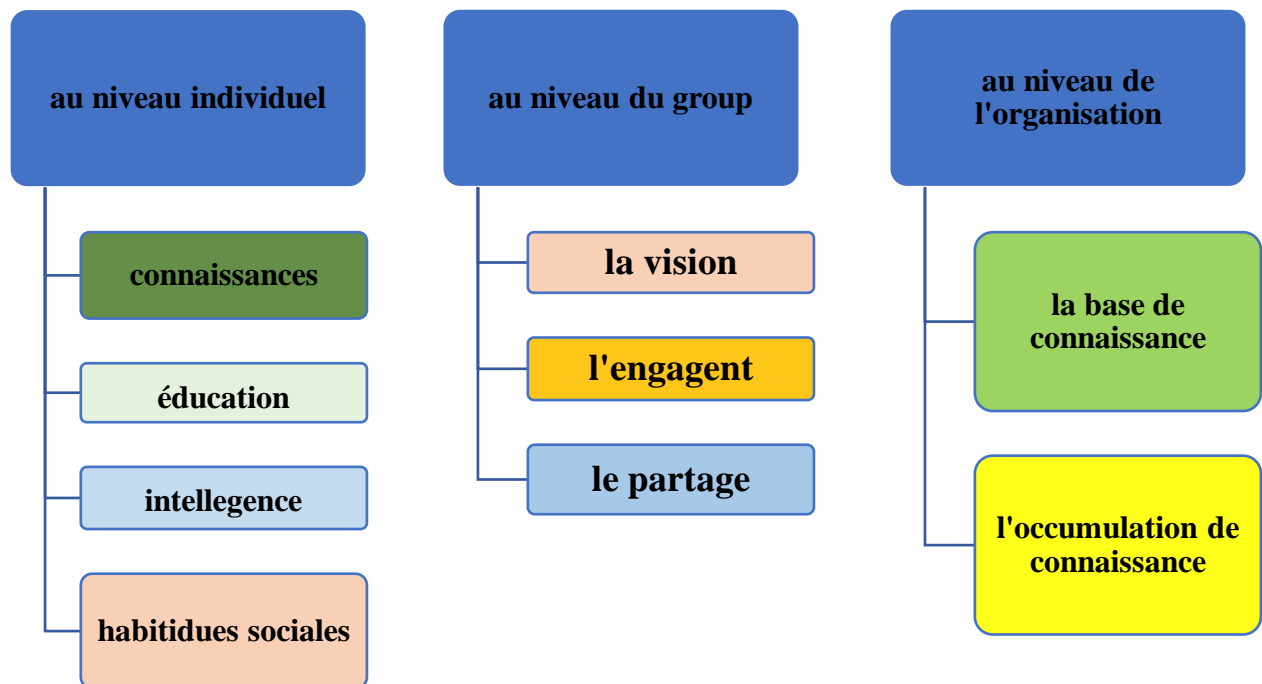 au niveau individuel
connaissances
éducation
intellegence
habitidues sociales
au niveau du group
la vision
l'engagent
le partage
au niveau de
l'organisation
la base de
connaissance
l'occumulation de
connaissance